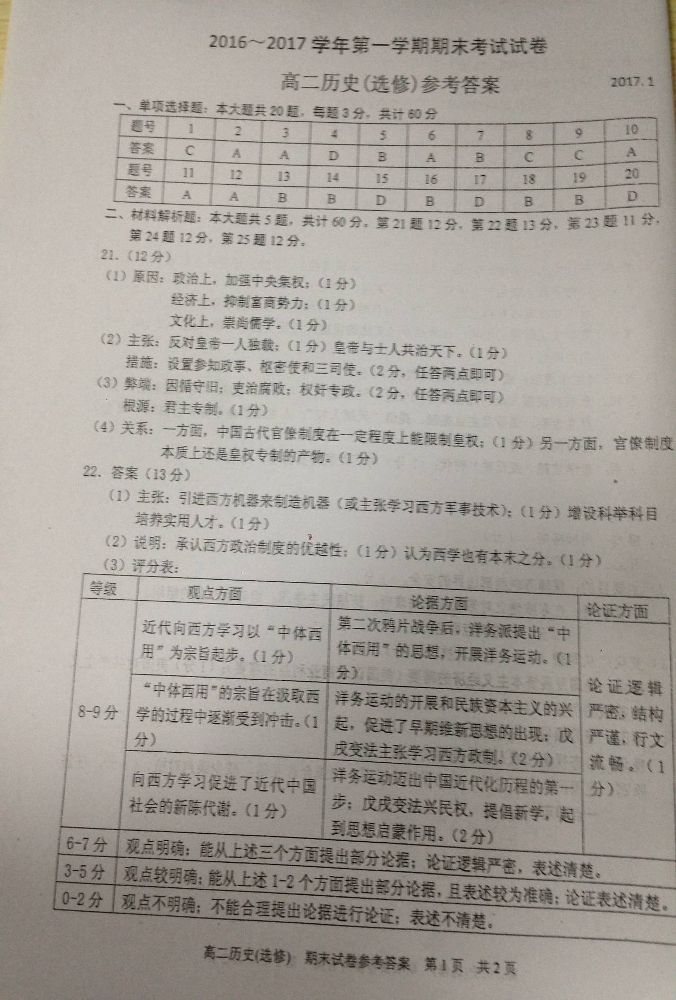 2016～2017 学年第一学期期末考试试卷
高二历史(选修)参考答案
2017.1
一、单项选择题：本大题共 20 题，每题 3 分，共计 60 分
题号 1 2 3 4 5 6 7 8 9 10
答案 C A A D B A B C C A
题号 11 12 13 14 15 16 17 18 19 20
答案 A A B B D B D B B D
二、材料解析题：本大题共 5 题，共计 60 分。第 21 题 12 分，第 22 题 13 分，第 23 题 11 分，
第 24 题 12 分，第 25 题 12 分。
21.（12 分）
（1）原因：政治上，加强中央集权；（1 分）
经济上，抑制富商势力；（1 分）
文化上，崇尚儒学。（1 分）
（2）主张：反对皇帝一人独裁；（1 分）皇帝与士人共治天下。（1 分）
措施：设置参知政事、枢密使和三司使。（2 分，任答两点即可）
（3）弊端：因循守旧；吏治腐败；权奸专政。（2 分，任答两点即可）
根源：君主专制。（1 分）
（4）关系：一方面，中国古代官僚制度在一定程度上能限制皇权；（1 分）另一方面，官僚制度
本质上还是皇权专制的产物。（1 分）
22．答案（13 分）
（1）主张：引进西方机器来制造机器（或主张学习西方军事技术）；（1 分）增设科举科目
培养实用人才。（1 分）
（2）说明：承认西方政治制度的优越性；（1 分）认为西学也有本末之分。（1 分）
（3）评分表：
等级 观点方面 论据方面 论证方面
近代向西方学习以“中体西
用”为宗旨起步。（1 分）
第二次鸦片战争后，洋务派提出“中
体西用”的思想，开展洋务运动。（1
分）
8-9 分
“中体西用”的宗旨在汲取西
学的过程中逐渐受到冲击。（1
分）
洋务运动的开展和民族资本主义的兴
起，促进了早期维新思想的出现；戊
戌变法主张学习西方政制。（2 分）
论证逻辑
严密，结构
严谨，行文
流畅。（1
分）
向西方学习促进了近代中国
社会的新陈代谢。（1 分）
洋务运动迈出中国近代化历程的第一
步；戊戌变法兴民权，提倡新学，起
到思想启蒙作用。（2 分）
6-7 分 观点明确；能从上述三个方面提出部分论据；论证逻辑严密，表述清楚。
3-5 分 观点较明确；能从上述 1-2 个方面提出部分论据，且表述较为准确；论证表述清楚。
0-2 分 观点不明确；不能合理提出论据进行论证；表述不清楚。
高二历史(选修) 期末试卷参考答案 第 1 页 共 2 页